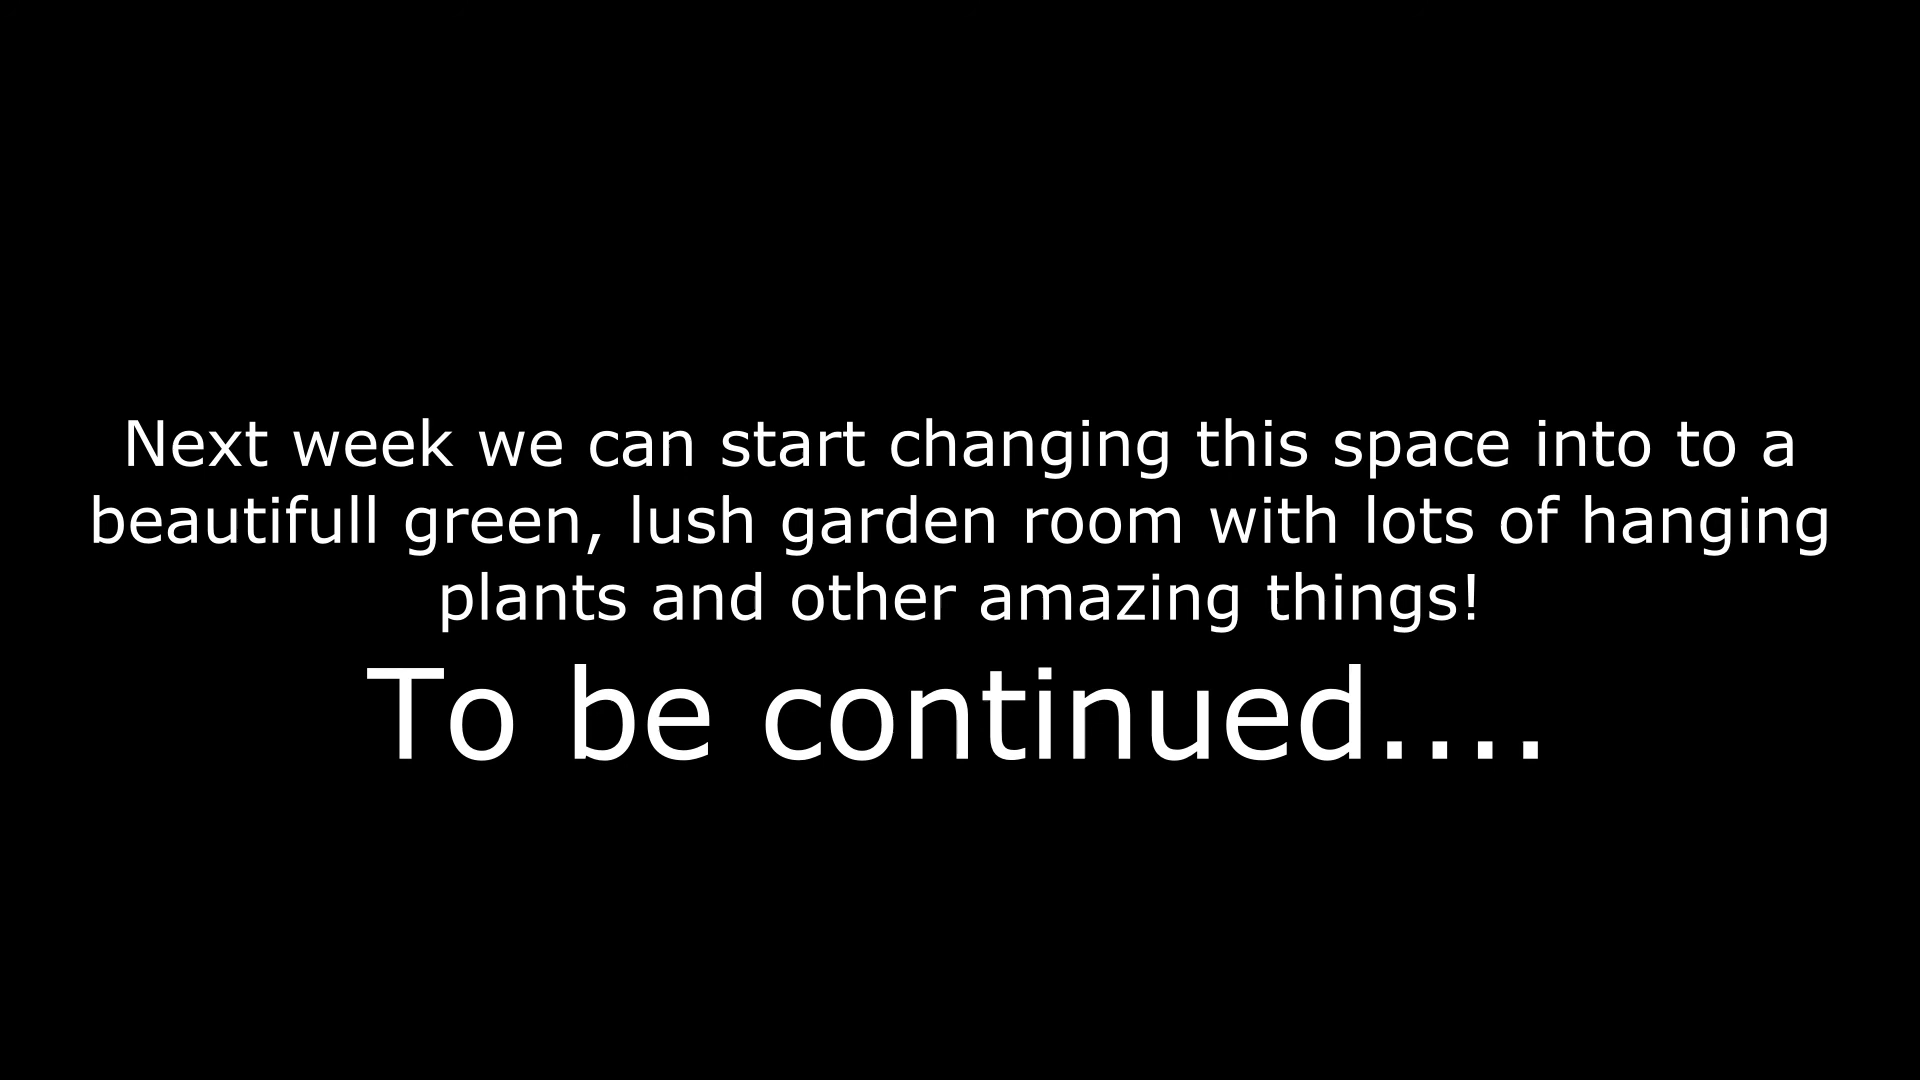 Next week we can start changing this space into to a
beautifull green, lush garden room with lots of hanging
plants and other amazing things!
To be continued....